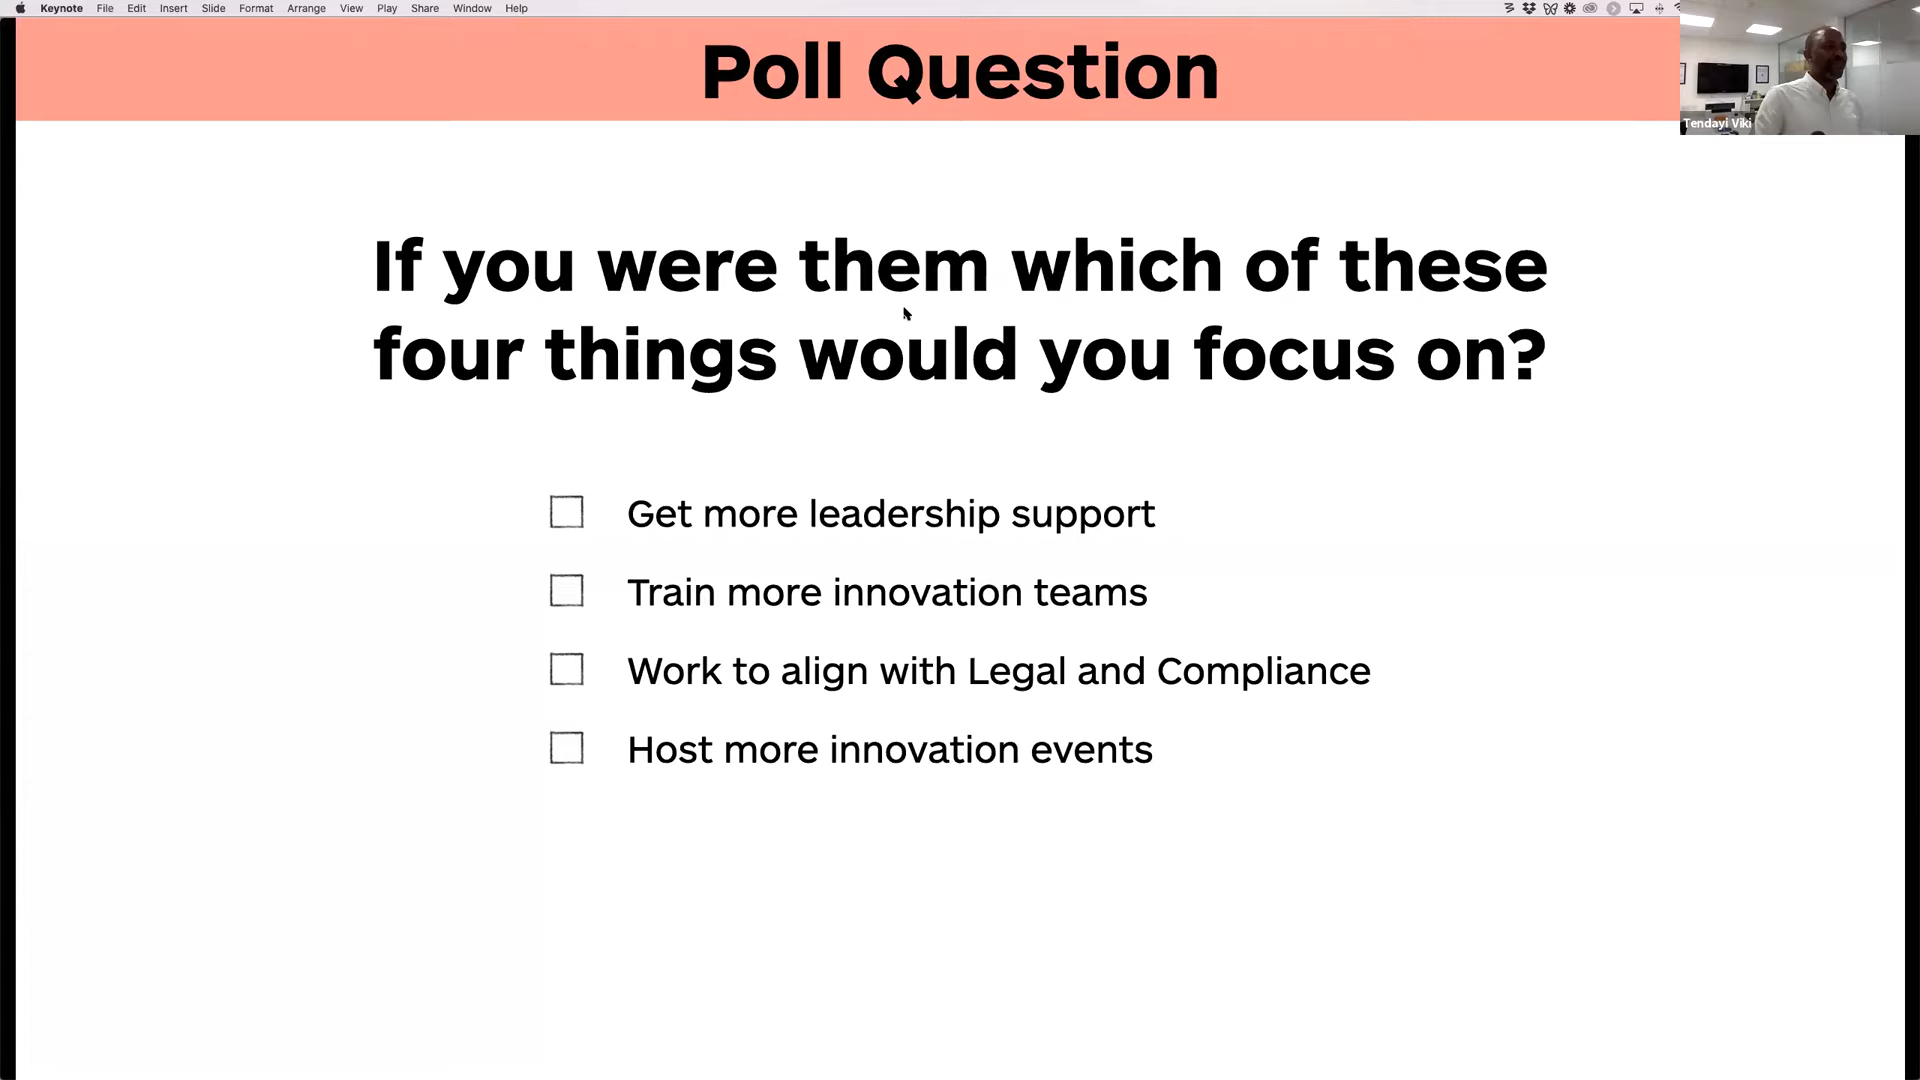 Keynote File Edit Insert Slide Format Arrange View Play Share Window Help
Poll Question
Tendayi Viki
If you were them which of these
four things would you focus on?
Get more leadership support
Train more innovation teams
Work to align with Legal and Compliance
Host more innovation events